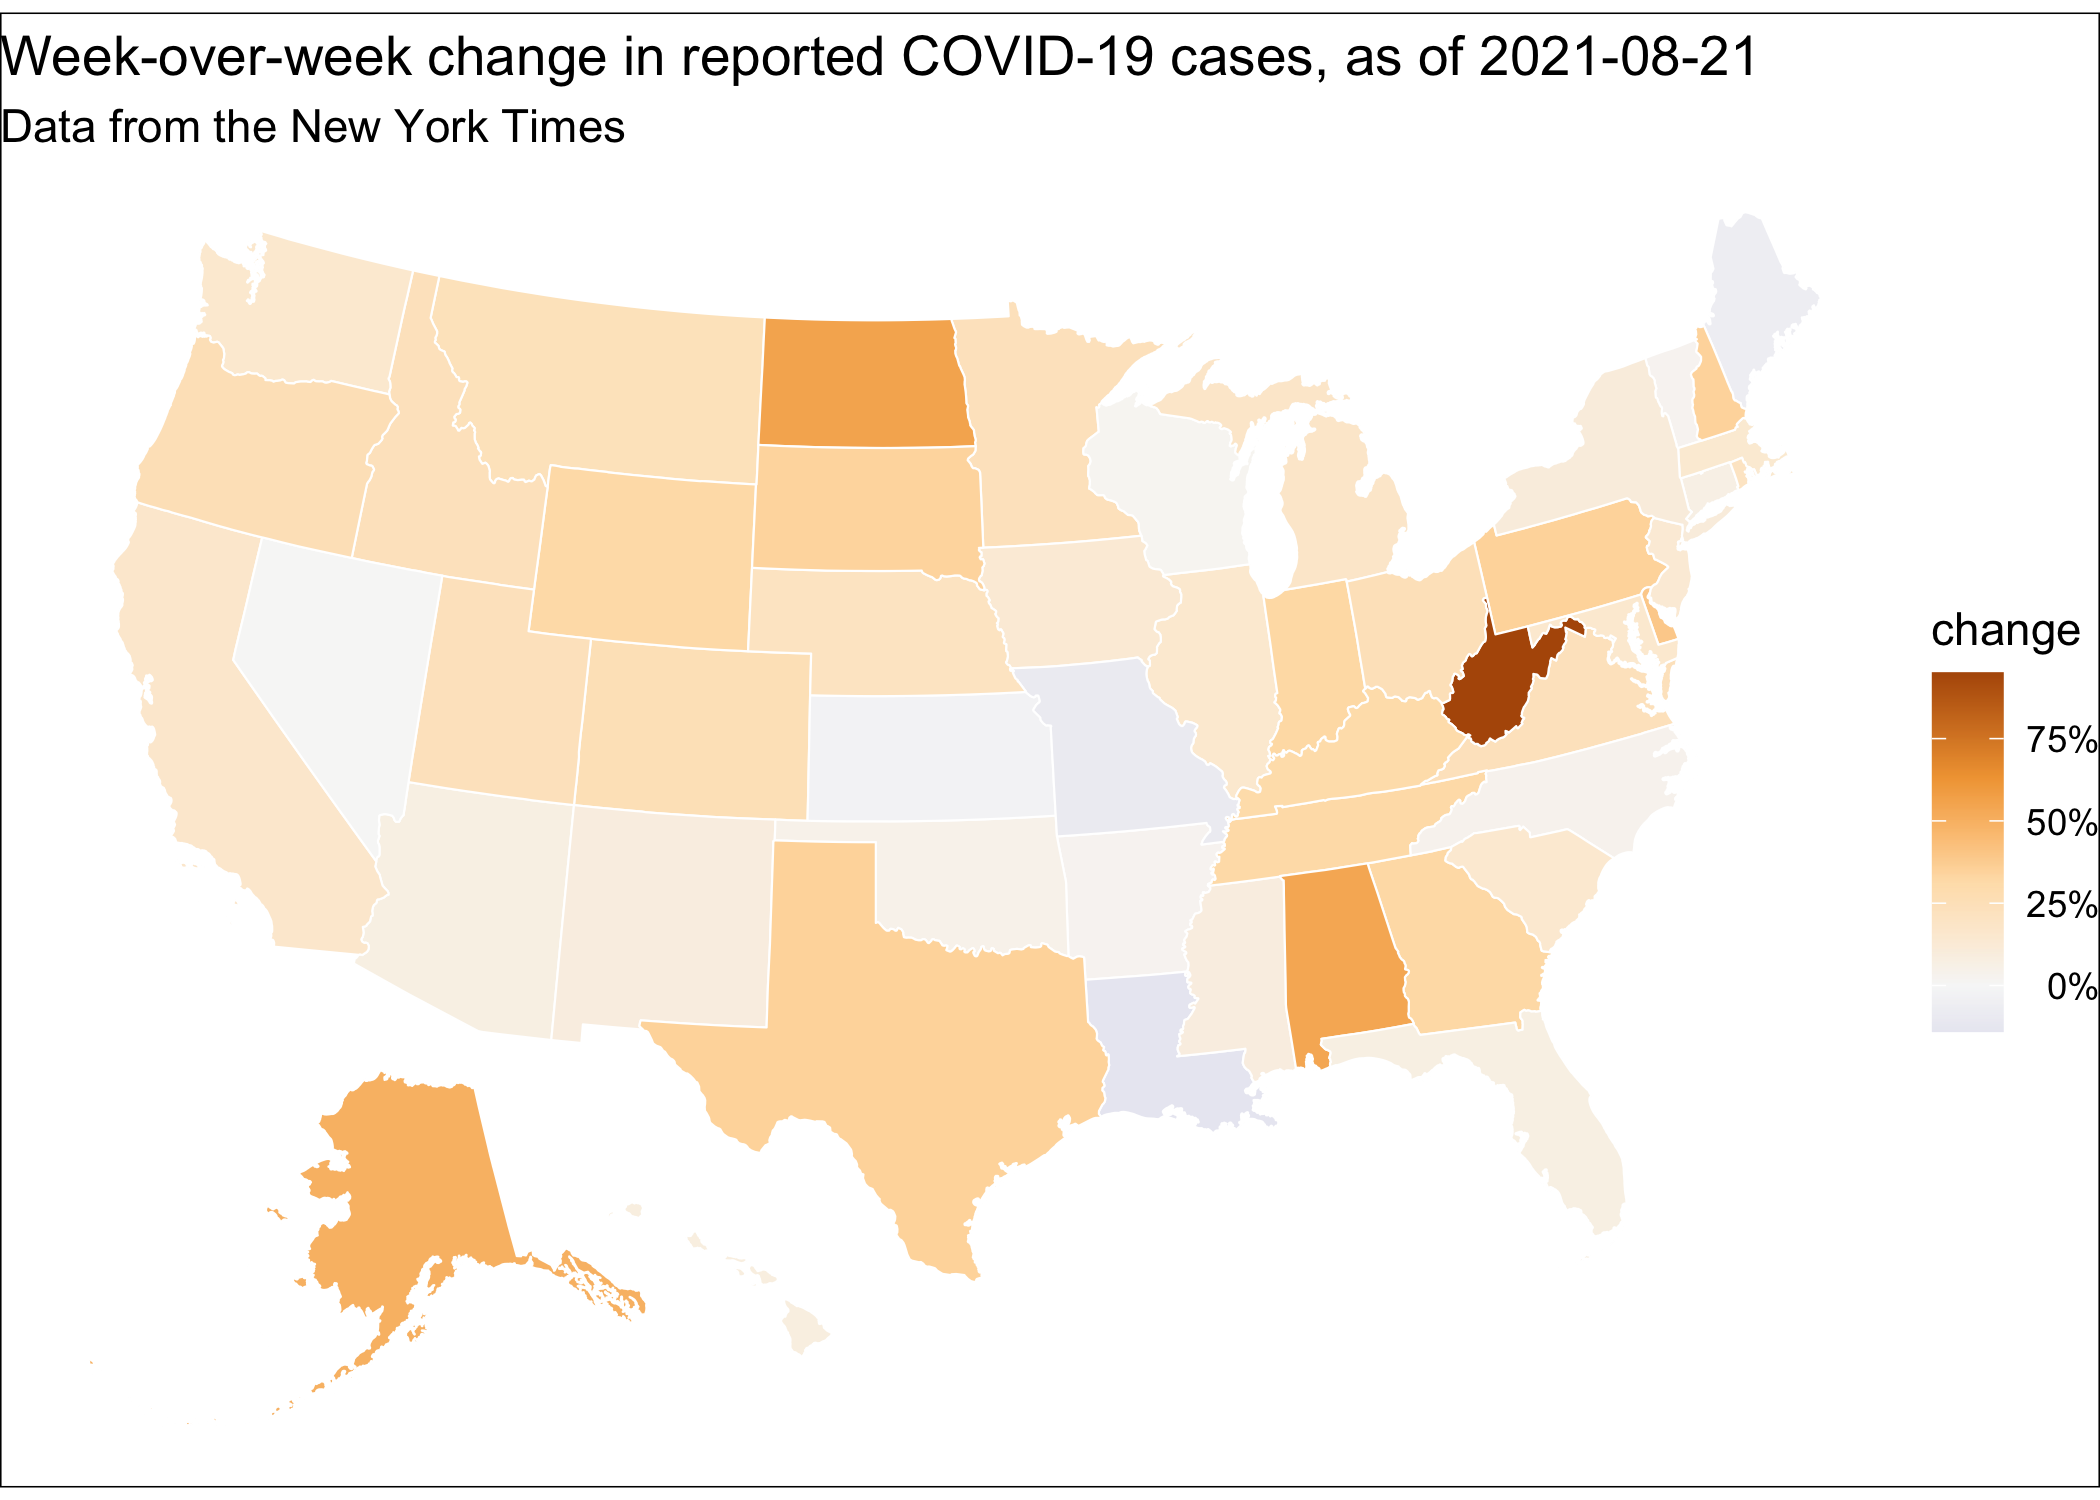 Week-over-week change in reported COVID-19 cases, as of 2021-08-21
Data from the New York Times
change
75%
50%
25%
0%